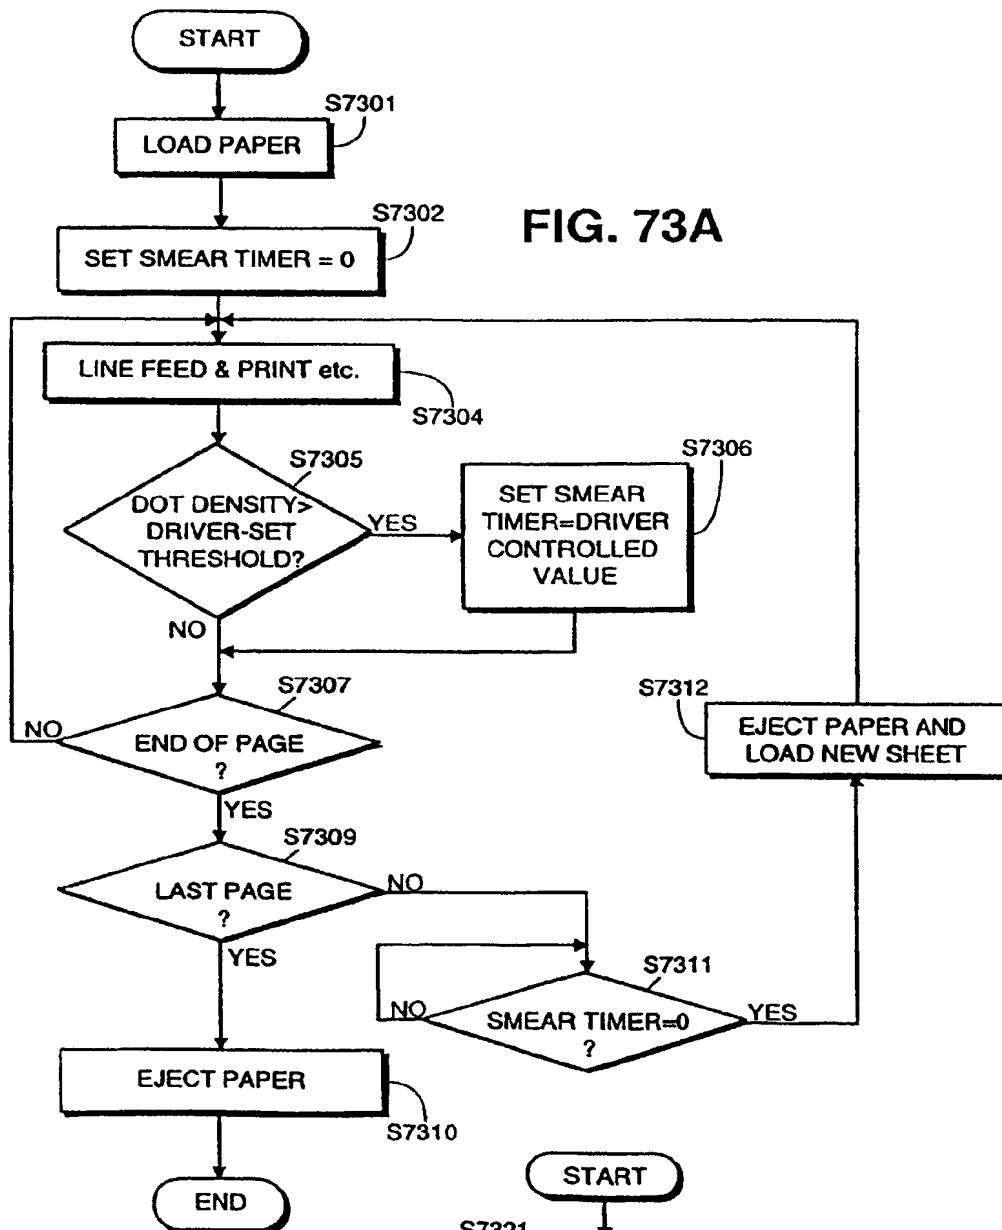 START
S7301
LOAD PAPER
S7302
FIG. 73A
SET SMEAR TIMER = 0
LINE FEED & PRINT etc.
S7304
S7305
DOT DENSITY>
DRIVER-SET
THRESHOLD?
YES
NO
S7306
SET SMEAR
TIMER=DRIVER
CONTROLLED
VALUE
S7307
END OF PAGE
?
NO
YES
S7312
EJECT PAPER AND
LOAD NEW SHEET
S7309
LAST PAGE
?
NO
YES
S7311
SMEAR TIMER=0
?
NO
YES
EJECT PAPER
S7310
END
START
S7321